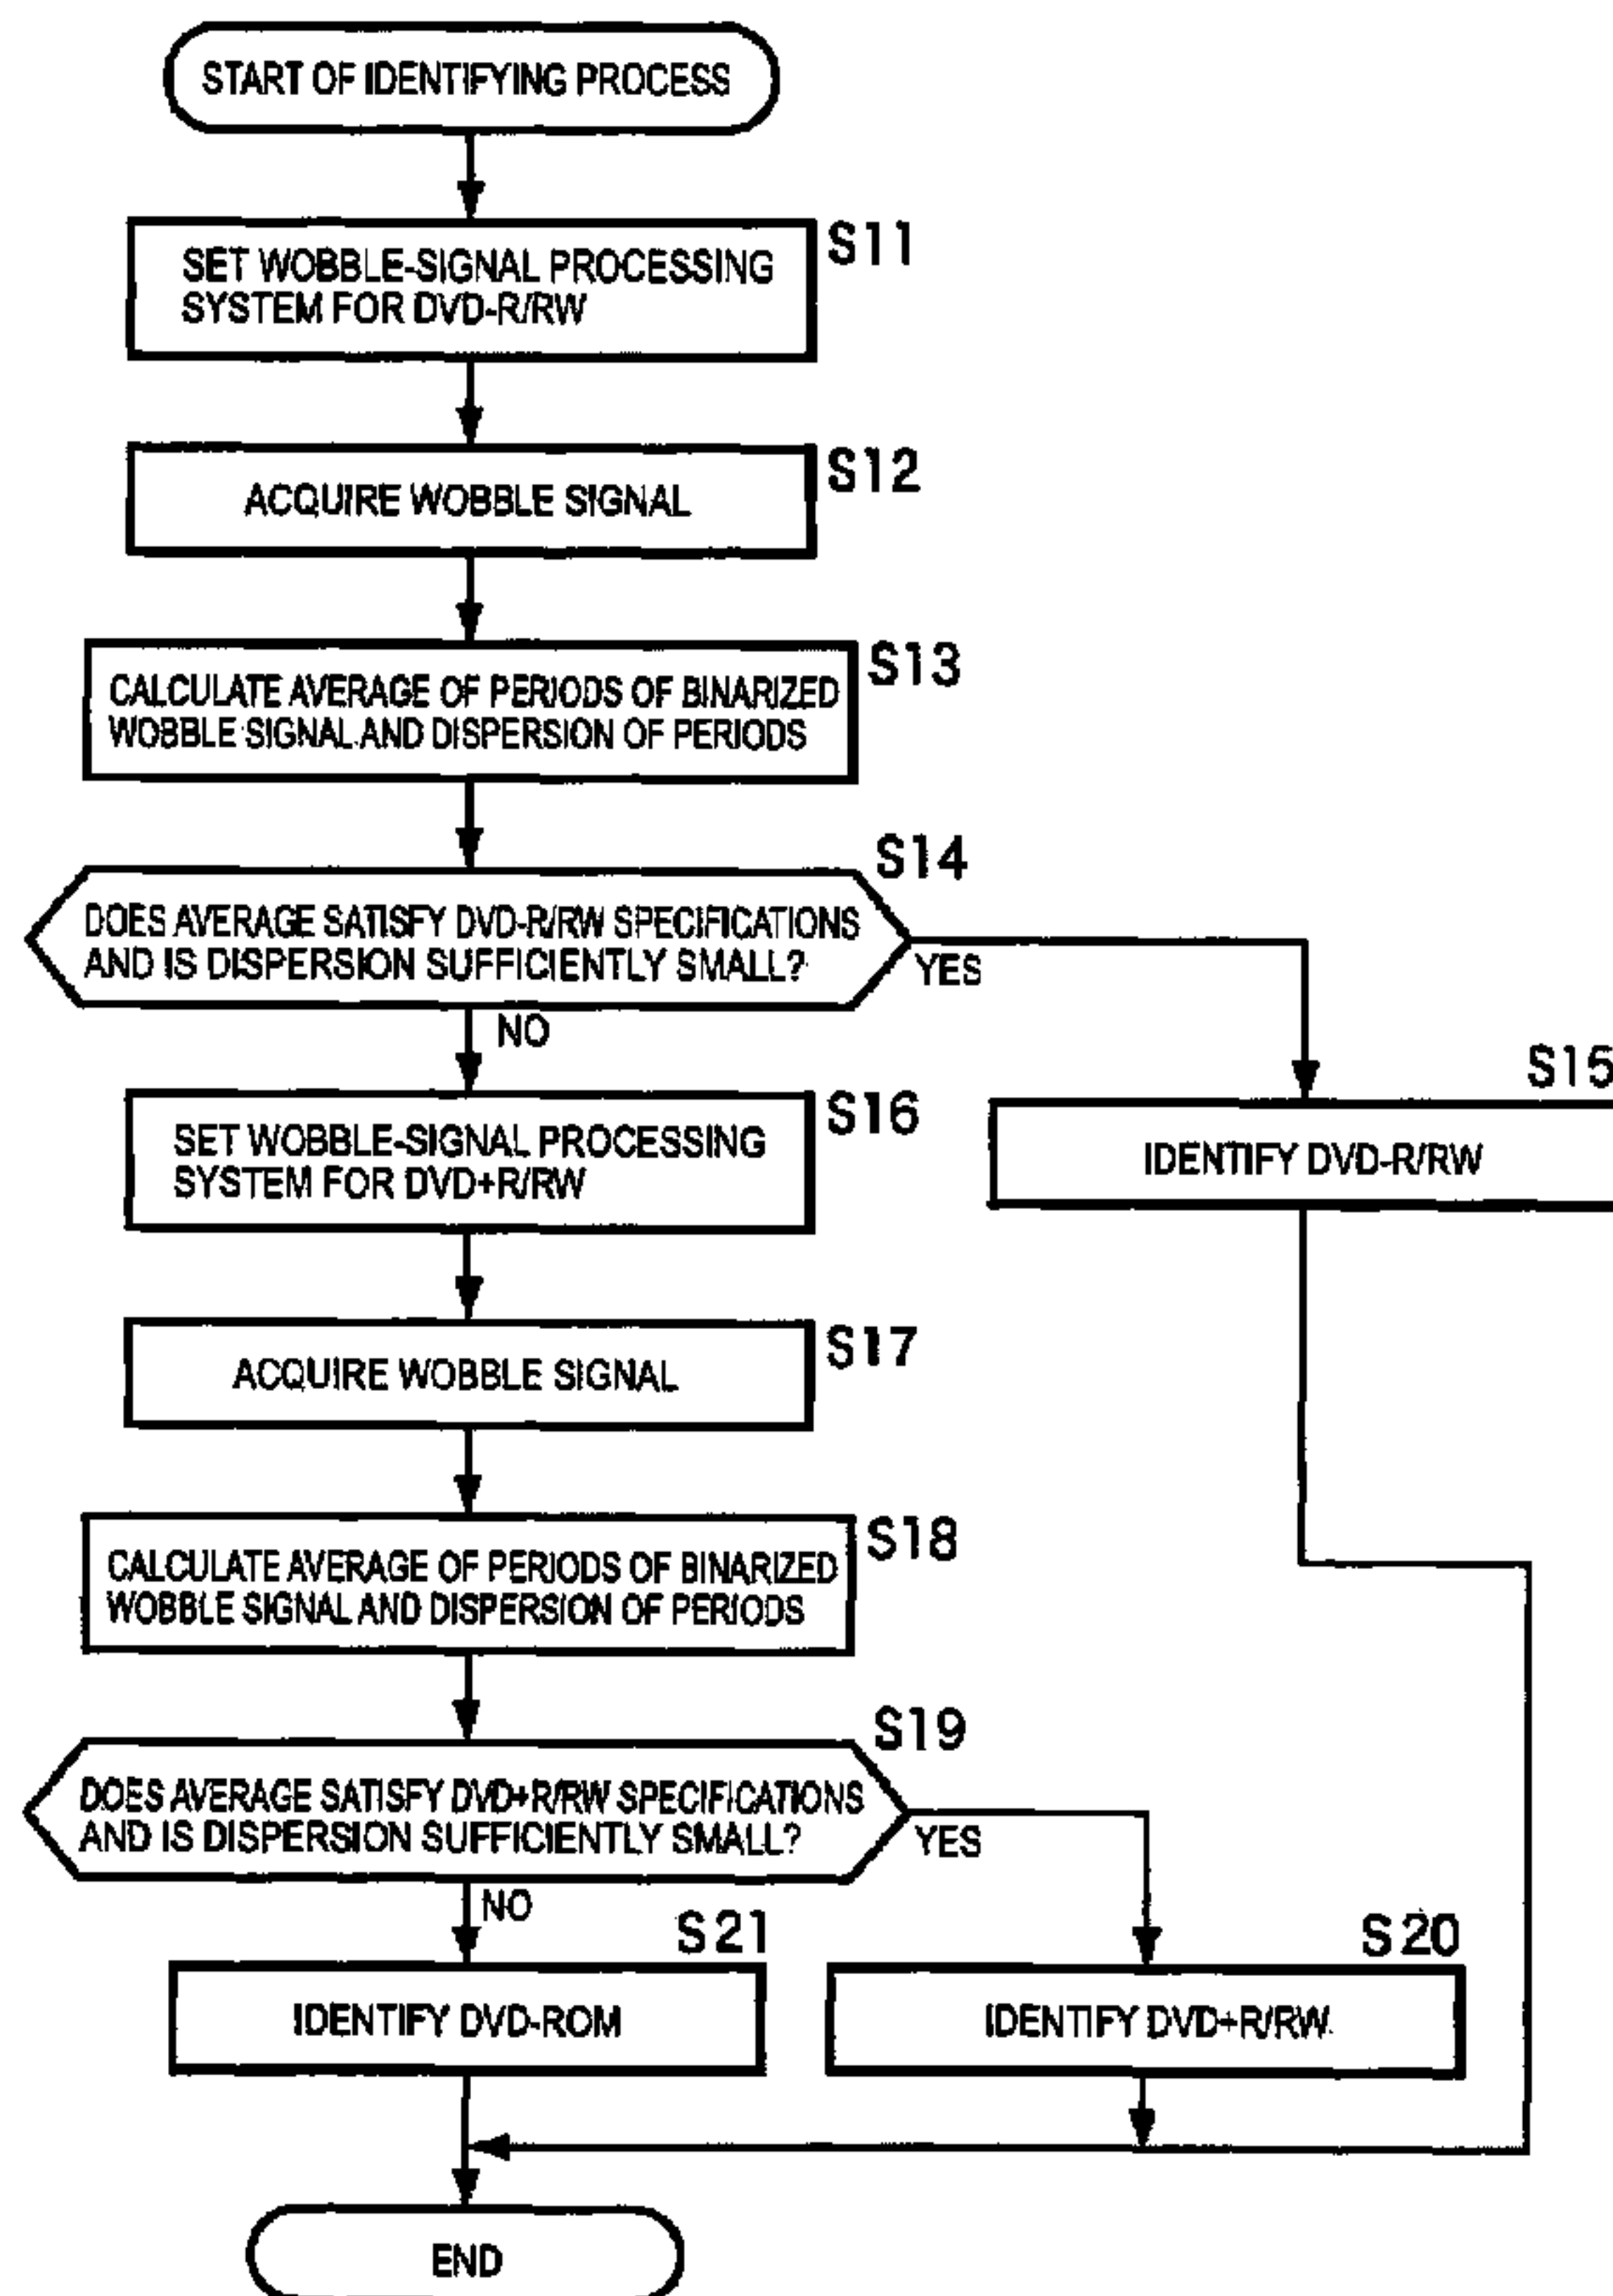 START OF IDENTIFYING PROCESS
S11
SET WOBBLE-SIGNAL PROCESSING
SYSTEM FOR DVD-R/RW
S12
ACQUIRE WOBBLE SIGNAL
S13
CALCULATE AVERAGE OF PERIODS OF BINARIZED
WOBBLE SIGNAL AND DISPERSION OF PERIODS
S14
DOES AVERAGE SATISFY DVD-R/RW SPECIFICATIONS
AND IS DISPERSION SUFFICIENTLY SMALL?
YES
NO
S15
IDENTIFY DVD-R/RW
S16
SET WOBBLE-SIGNAL PROCESSING
SYSTEM FOR DVD+R/RW
S17
ACQUIRE WOBBLE SIGNAL
S18
CALCULATE AVERAGE OF PERIODS OF BINARIZED
WOBBLE SIGNAL AND DISPERSION OF PERIODS
S19
DOES AVERAGE SATISFY DVD+R/RW SPECIFICATIONS
AND IS DISPERSION SUFFICIENTLY SMALL?
YES
NO
S21
IDENTIFY DVD-ROM
S20
IDENTIFY DVD+R/RW
END